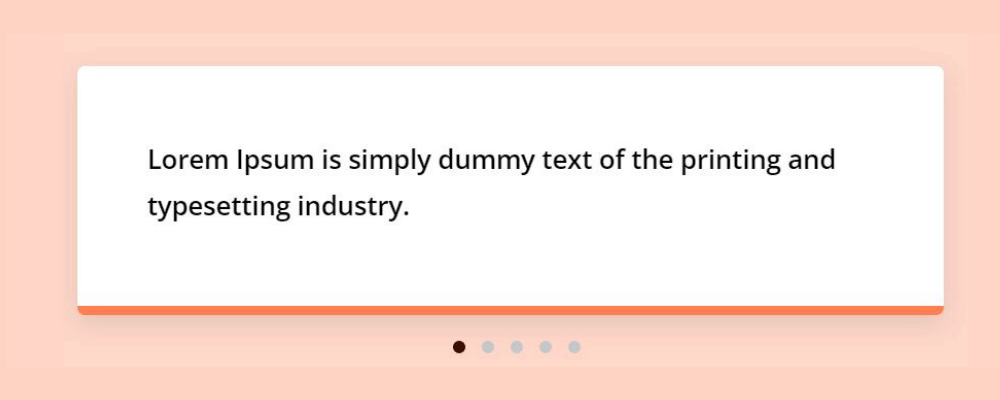 Lorem Ipsum is simply dummy text of the printing and
typesetting industry.